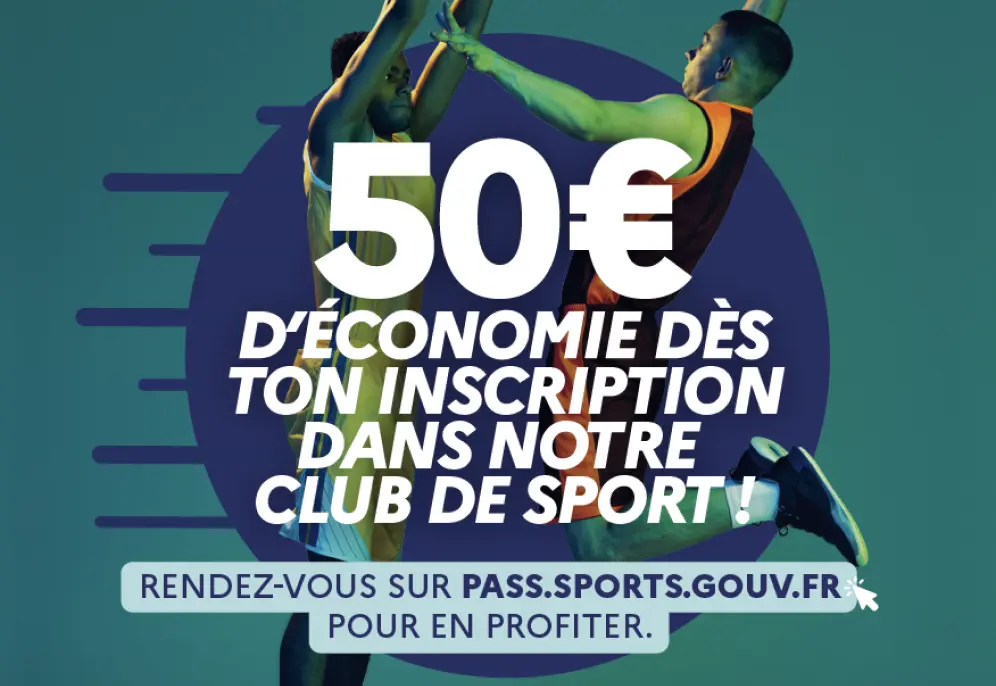 50€
D'ÉCONOMIE DÈS
TON INSCRIPTION
DANS NOTRE
CLUB DE SPORT !
RENDEZ-VOUS SUR PASS.SPORTS.GOUV.FR
POUR EN PROFITER.